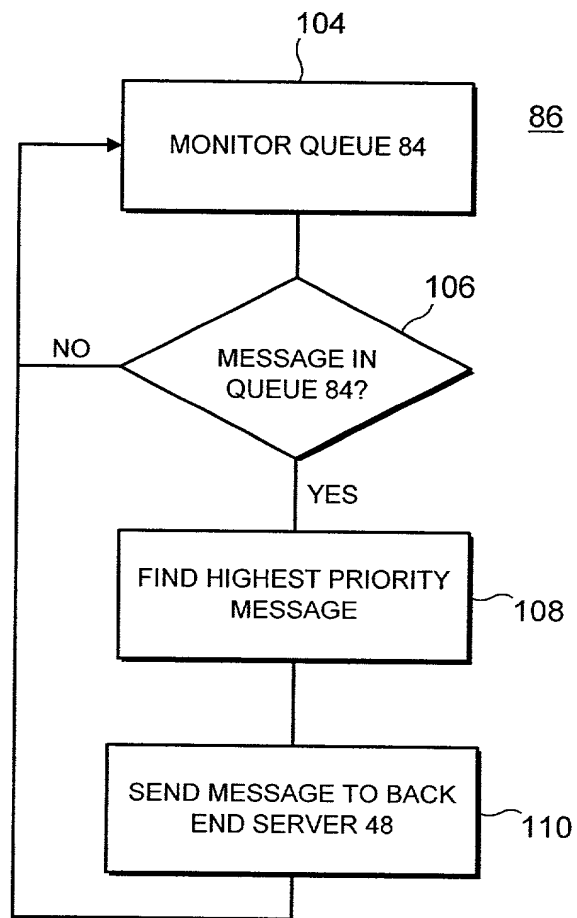 104
86
MONITOR QUEUE 84
106
NO
MESSAGE IN
QUEUE 84?
YES
FIND HIGHEST PRIORITY
MESSAGE
108
SEND MESSAGE TO BACK
END SERVER 48
110